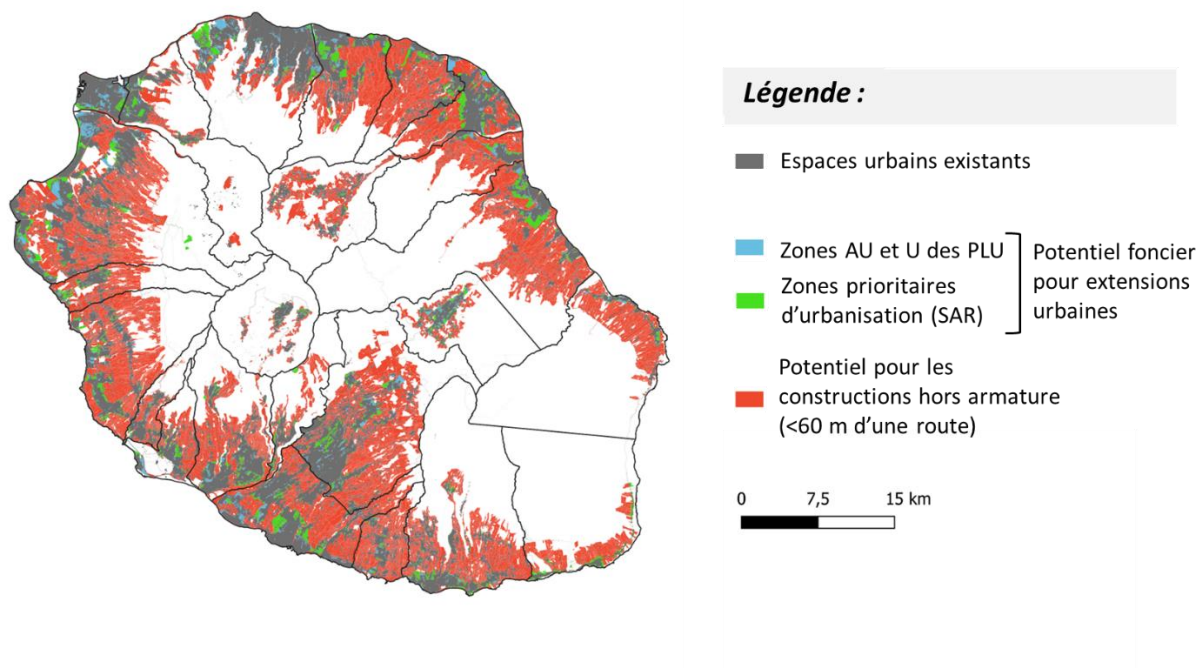 Légende :
Espaces urbains existants
Zones AU et U des PLU
Zones prioritaires
d'urbanisation (SAR)
Potentiel foncier
pour extensions
urbaines
Potentiel pour les
constructions hors armature
(<60 m d'une route)
0 7,5 15 km